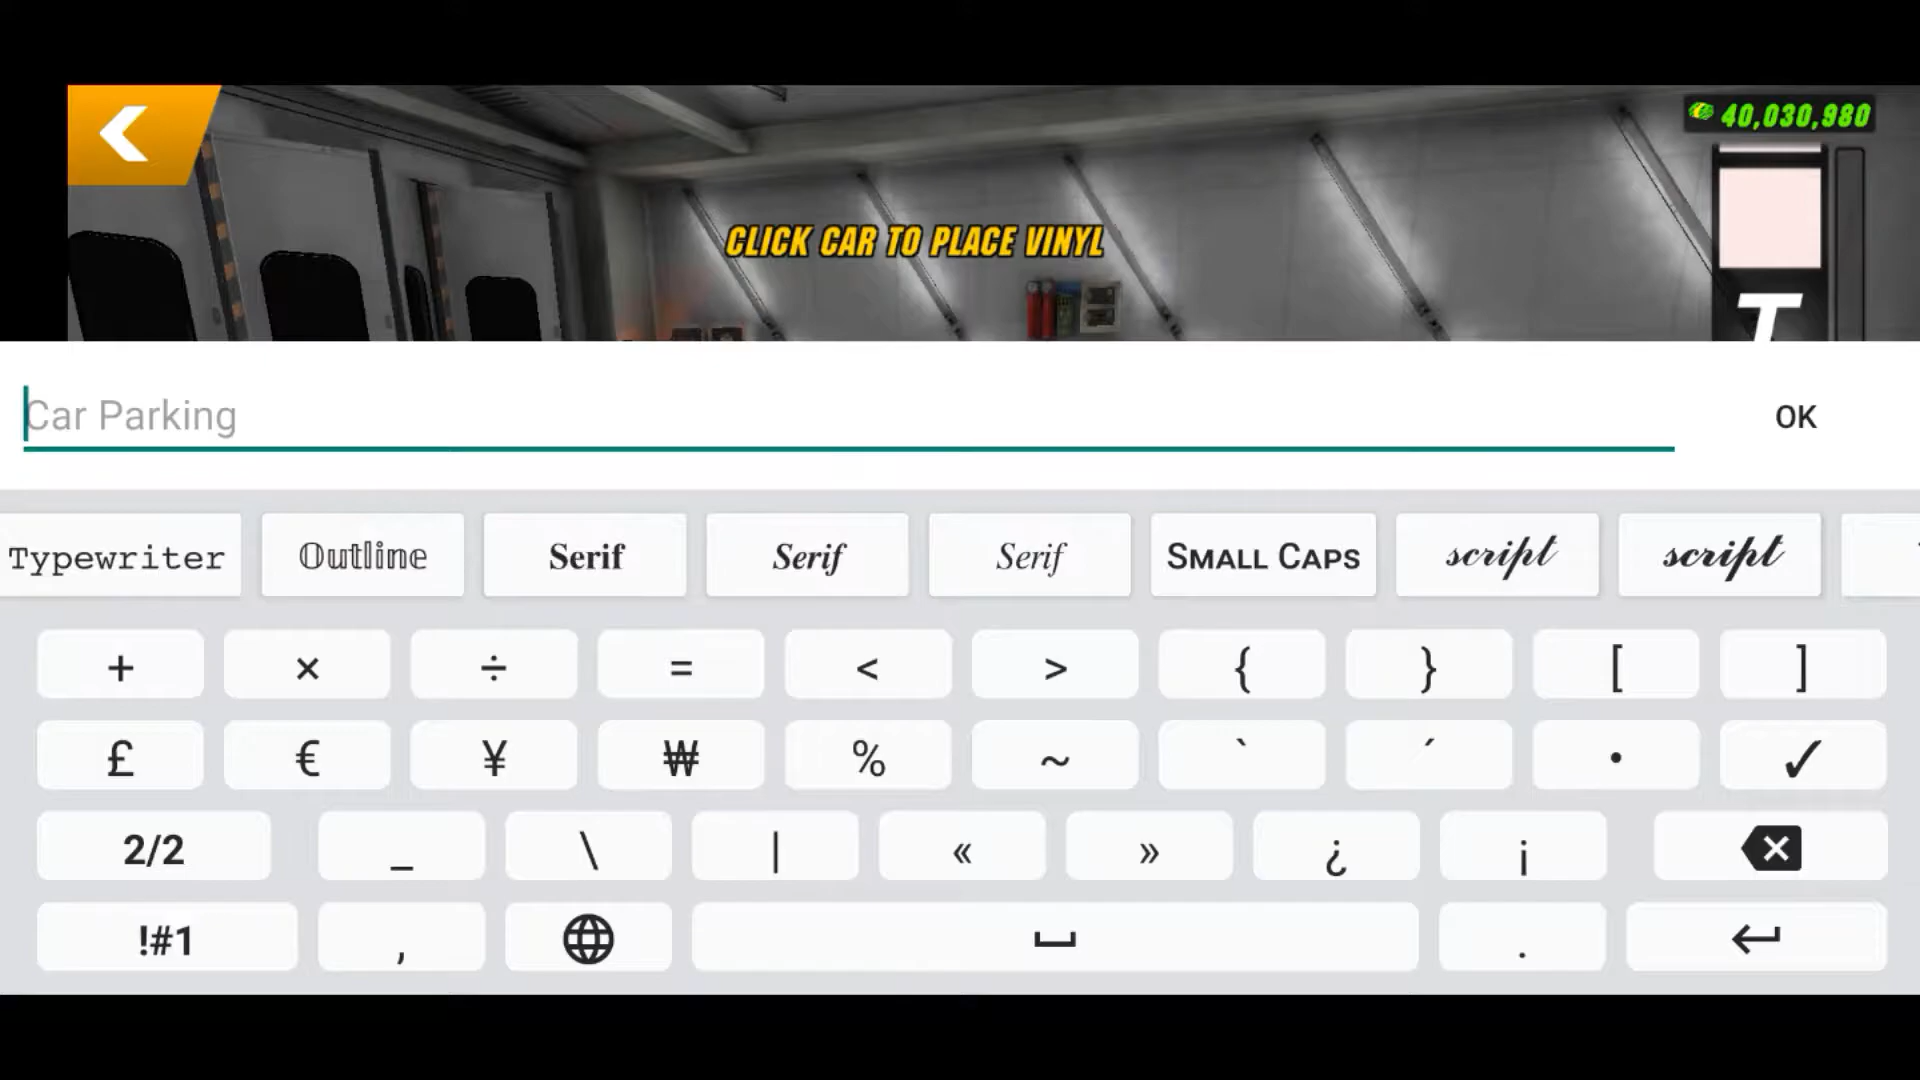 40,030,980
CLICK CAR TO PLACE VINYL
T
Car Parking
OK
Typewriter Outline Serif Serif Serif SMALL CAPS script script
+ × ÷ = < > { } [ ]
£ € ¥ ₩ % ~ ` ´ • ✓
2/2 _ \ | « » ¿ ¡
!#1 , .